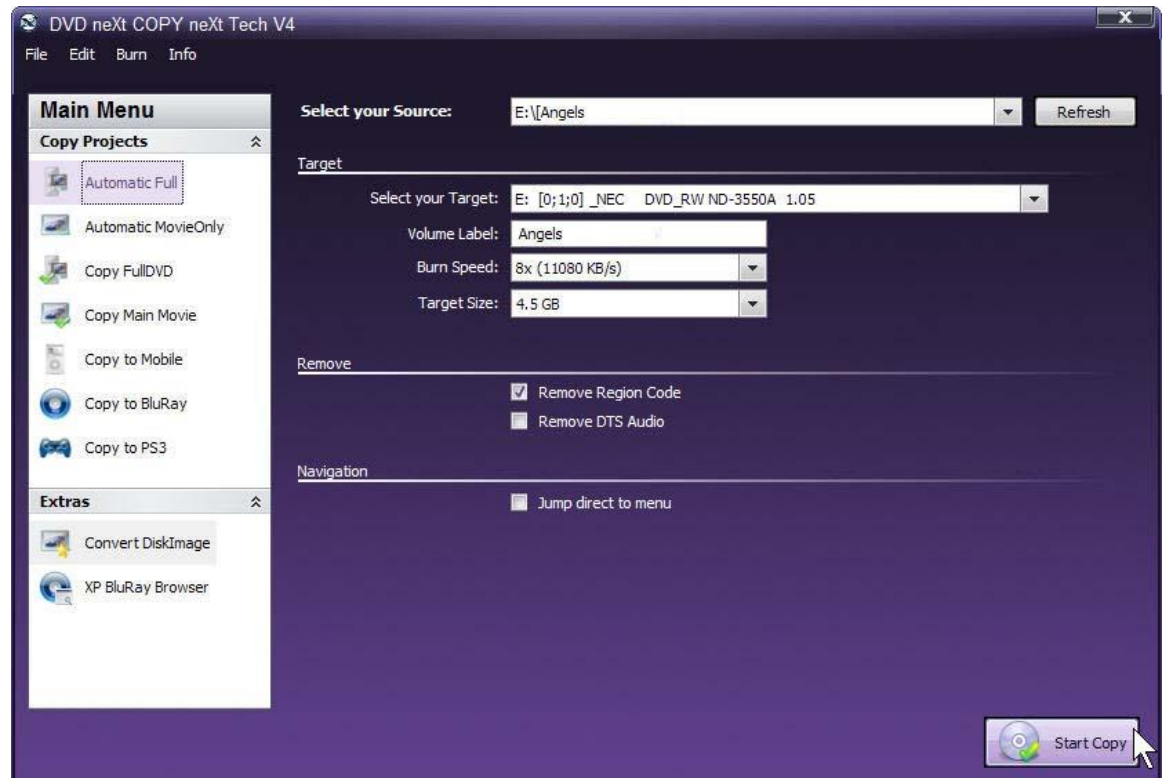 DVD neXt COPY neXt Tech V4
File Edit Burn Info
Main Menu
Copy Projects
Automatic Full
Automatic MovieOnly
Copy FullDVD
Copy Main Movie
Copy to Mobile
Copy to BluRay
Copy to PS3
Extras
Convert DiskImage
XP BluRay Browser
Select your Source: E:\[Angels Refresh
Target
Select your Target: E: [0;1;0] _NEC DVD_RW ND-3550A 1.05
Volume Label: Angels
Burn Speed: 8x (11080 KB/s)
Target Size: 4.5 GB
Remove
Remove Region Code
Remove DTS Audio
Navigation
Jump direct to menu
Start Copy